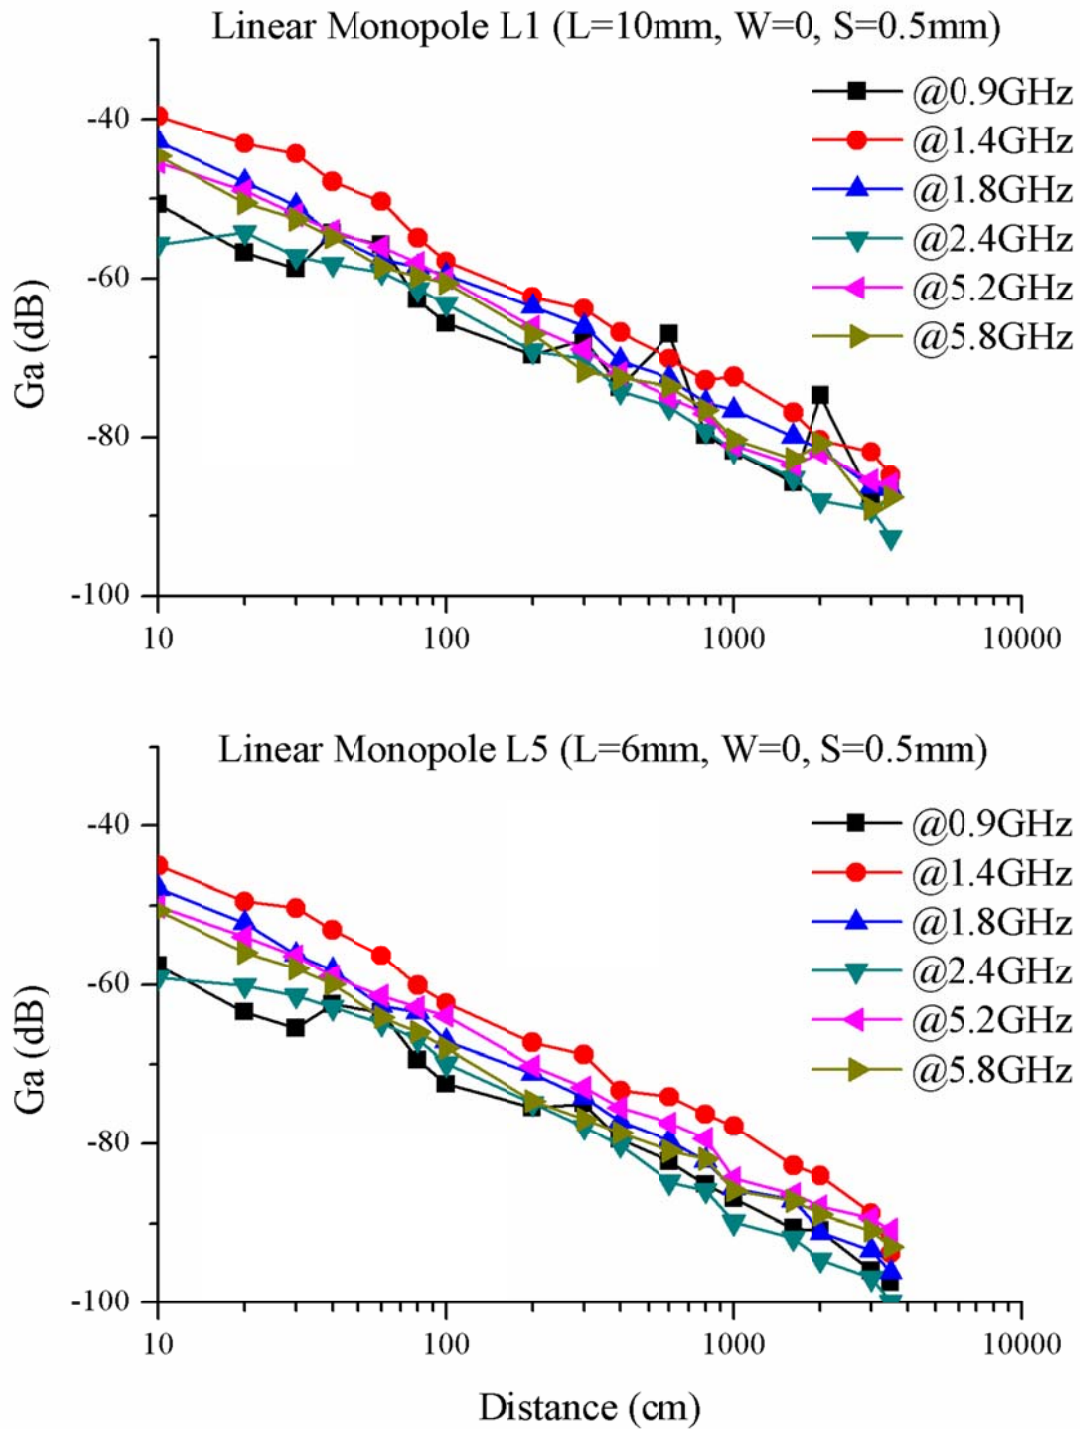 Linear Monopole L1 (L=10mm, W=0, S=0.5mm)
@0.9GHz
@1.4GHz
@1.8GHz
@2.4GHz
@5.2GHz
@5.8GHz
-40
-60
-80
-100
Ga (dB)
10 100 1000 10000
Linear Monopole L5 (L=6mm, W=0, S=0.5mm)
@0.9GHz
@1.4GHz
@1.8GHz
@2.4GHz
@5.2GHz
@5.8GHz
-40
-60
-80
-100
Ga (dB)
10 100 1000 10000
Distance (cm)